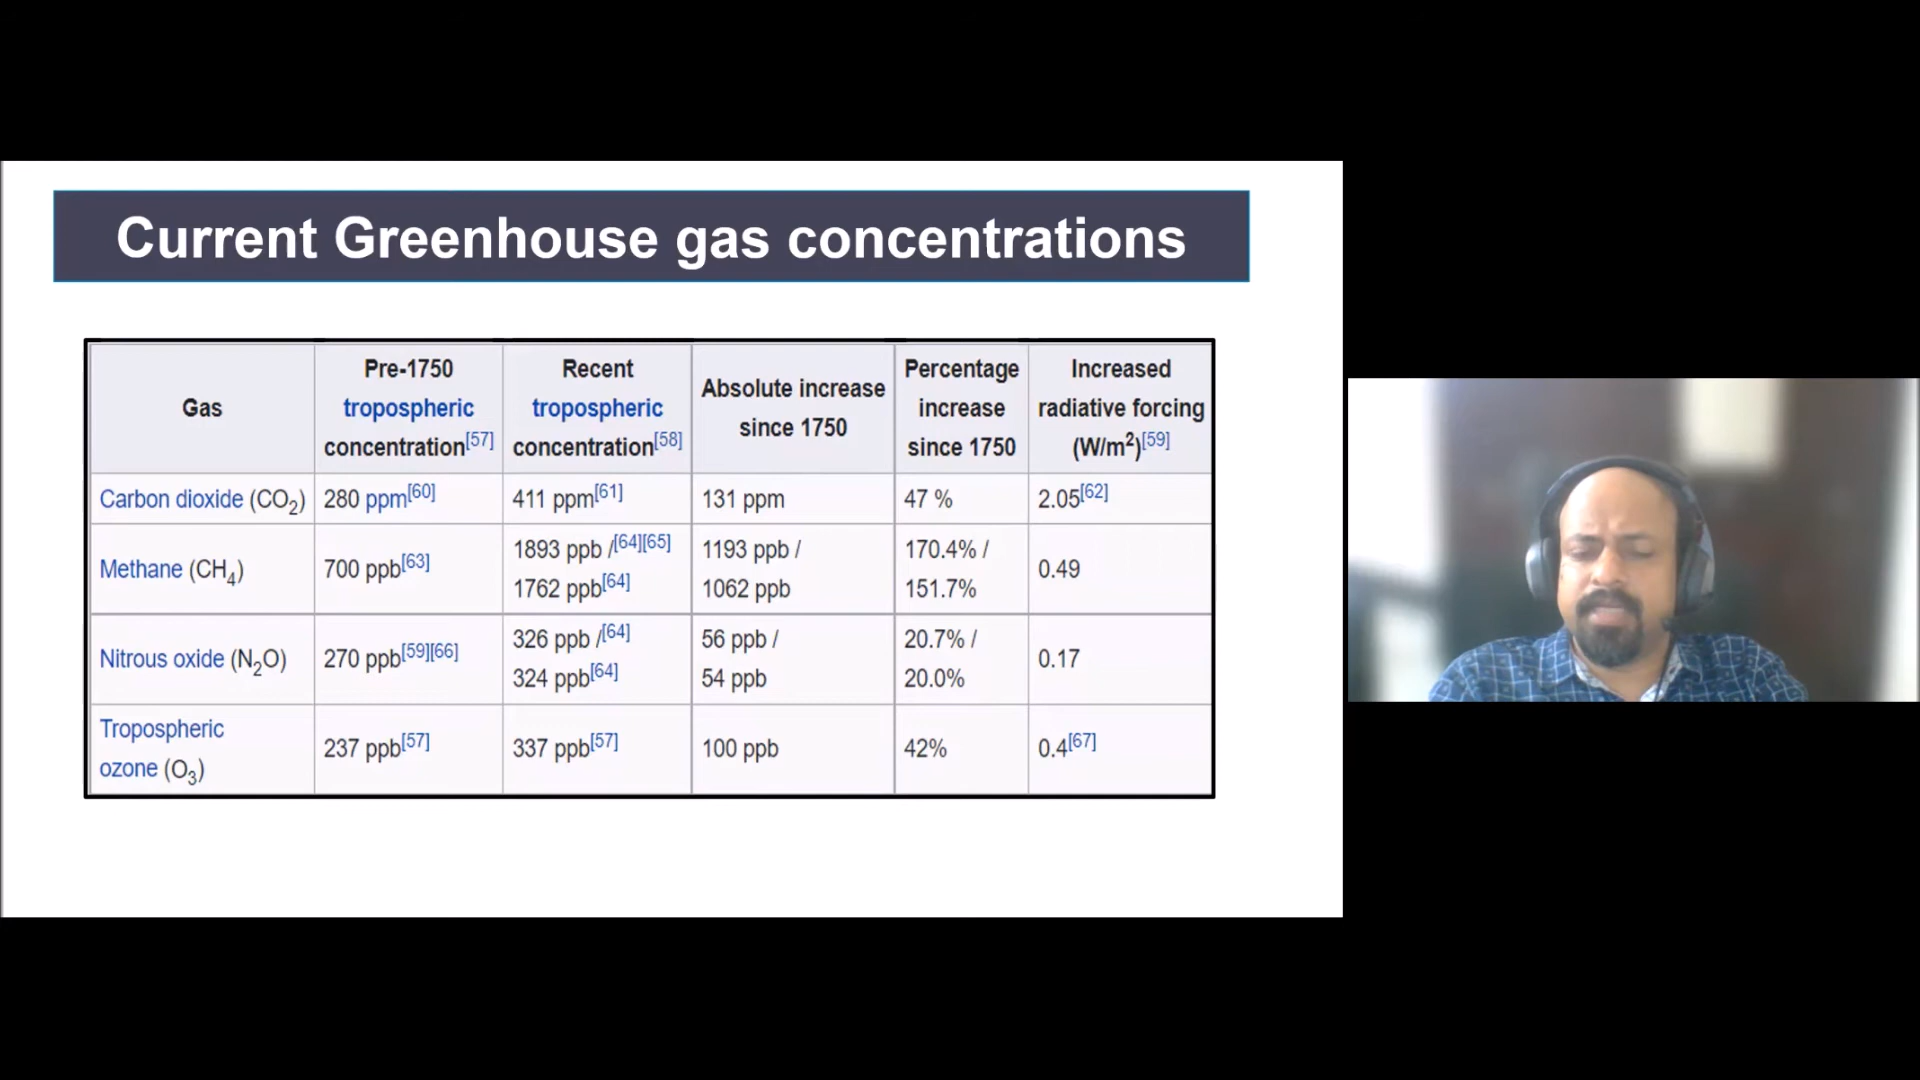 Current Greenhouse gas concentrations
Gas
Pre-1750
tropospheric
concentration[57]
Recent
tropospheric
concentration[58]
Absolute increase
since 1750
Percentage
increase
since 1750
Increased
radiative forcing
(W/m²)[59]
Carbon dioxide (CO₂)
280 ppm[60]
411 ppm[61]
131 ppm
47 %
2.05[62]
Methane (CH₄)
700 ppb[63]
1893 ppb /[64][65]
1762 ppb[64]
1193 ppb /
1062 ppb
170.4% /
151.7%
0.49
Nitrous oxide (N₂O)
270 ppb[59][66]
326 ppb /[64]
324 ppb[64]
56 ppb /
54 ppb
20.7% /
20.0%
0.17
Tropospheric
ozone (O₃)
237 ppb[57]
337 ppb[57]
100 ppb
42%
0.4[67]